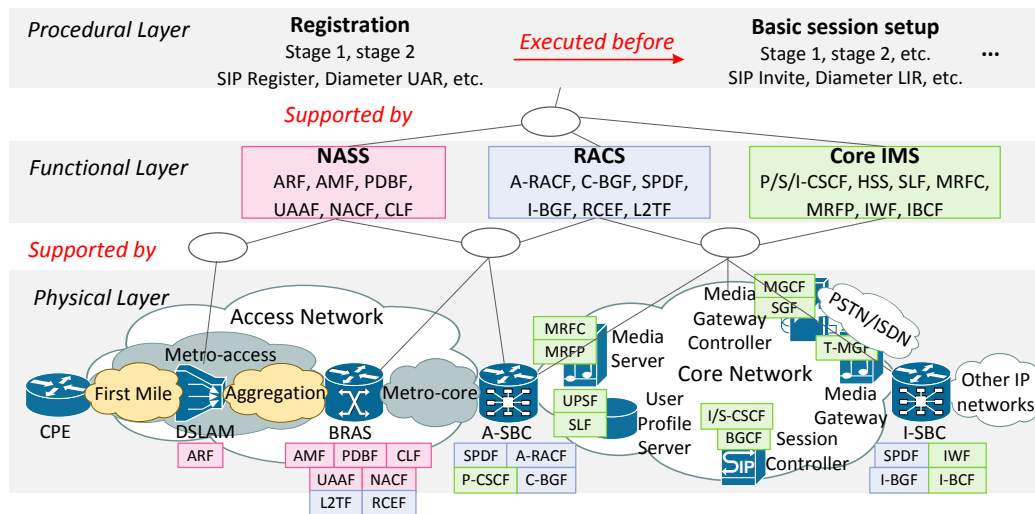 Procedural Layer
Registration
Stage 1, stage 2
SIP Register, Diameter UAR, etc.
Executed before
Basic session setup
Stage 1, stage 2, etc.
SIP Invite, Diameter LIR, etc.
...
Supported by
Functional Layer
NASS
ARF, AMF, PDBF,
UAAF, NACF, CLF
RACS
A-RACF, C-BGF, SPDF,
I-BGF, RCEF, L2TF
Core IMS
P/S/I-CSCF, HSS, SLF, MRFC,
MRFP, IWF, IBCF
Supported by
Physical Layer
Access Network
Metro-access
First Mile
Aggregation
Metro-core
CPE
DSLAM
ARF
BRAS
AMF
PDBF
CLF
UAAF
NACF
L2TF
RCEF
A-SBC
SPDF
A-RACF
P-CSCF
C-BGF
MRFC
MRFP
Media
Server
UPSF
SLF
User
Profile
Server
Core Network
Media
Gateway
Controller
MGCF
SGF
PSTN/ISDN
T-MGF
Media
Gateway
I/S-CSCF
BGCF
SIP
Session
Controller
I-SBC
SPDF
IWF
I-BGF
I-BCF
Other IP
networks